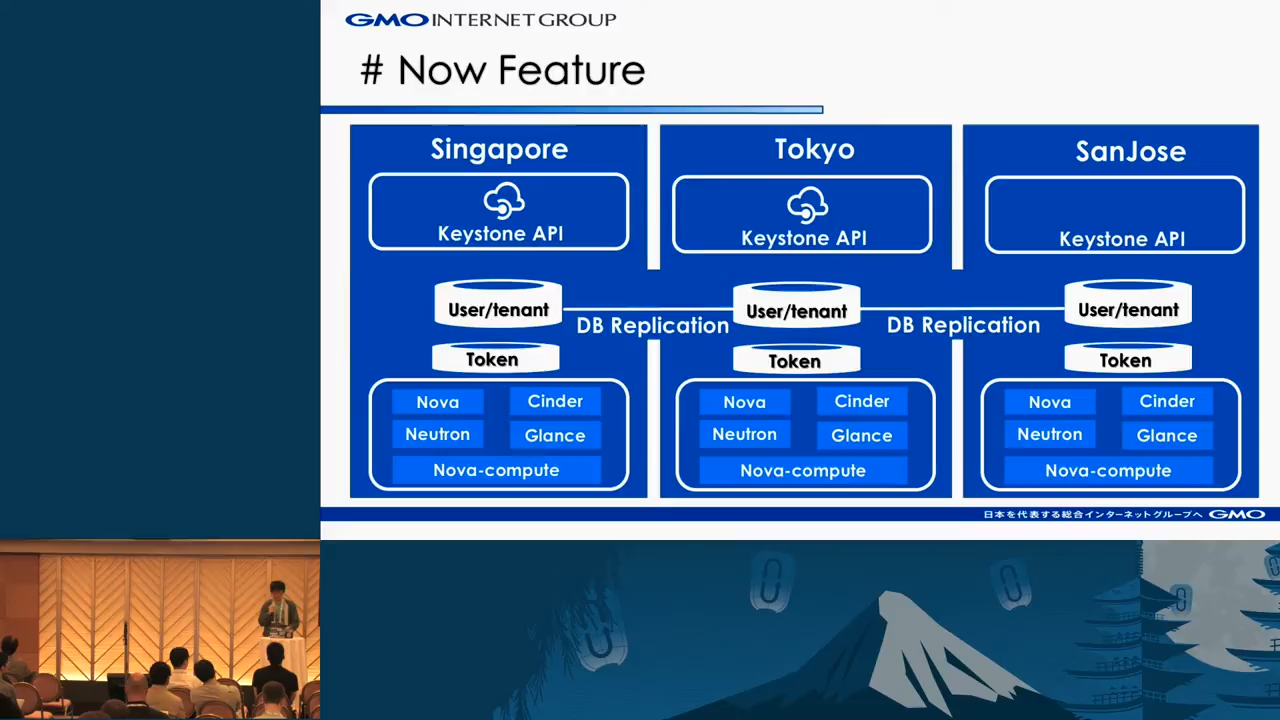 GMO INTERNET GROUP
# Now Feature
Singapore
Keystone API
User/tenant
Token
Nova
Cinder
Neutron
Glance
Nova-compute
DB Replication
Tokyo
Keystone API
User/tenant
Token
Nova
Cinder
Neutron
Glance
Nova-compute
DB Replication
SanJose
Keystone API
User/tenant
Token
Nova
Cinder
Neutron
Glance
Nova-compute
日本を代表する総合インターネットグループへ GMO